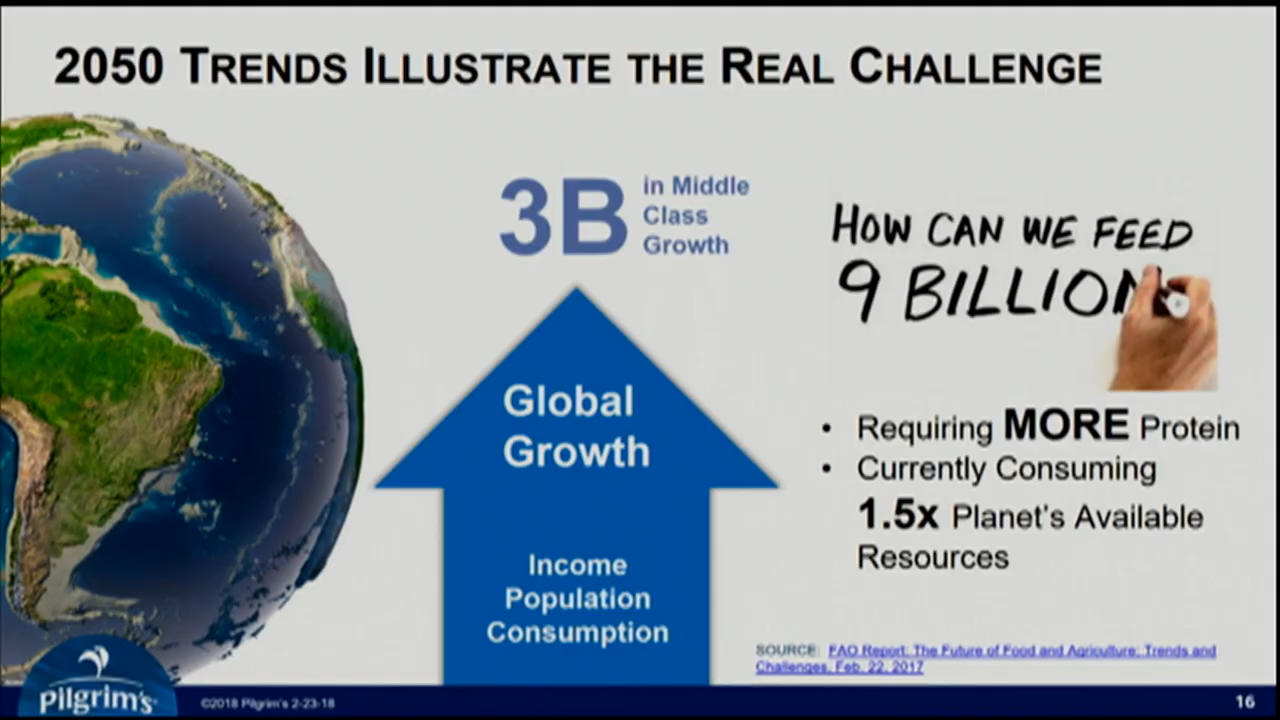 2050 TRENDS ILLUSTRATE THE REAL CHALLENGE
3B
in Middle
Class
Growth
Global
Growth
Income
Population
Consumption
HOW CAN WE FEED
9 BILLION
• Requiring MORE Protein
• Currently Consuming
1.5x Planet's Available
Resources
SOURCE: FAO Report: The Future of Food and Agriculture: Trends and
Challenges, Feb. 22, 2017
Pilgrim's
©2018 Pilgrim's 2-23-18
16